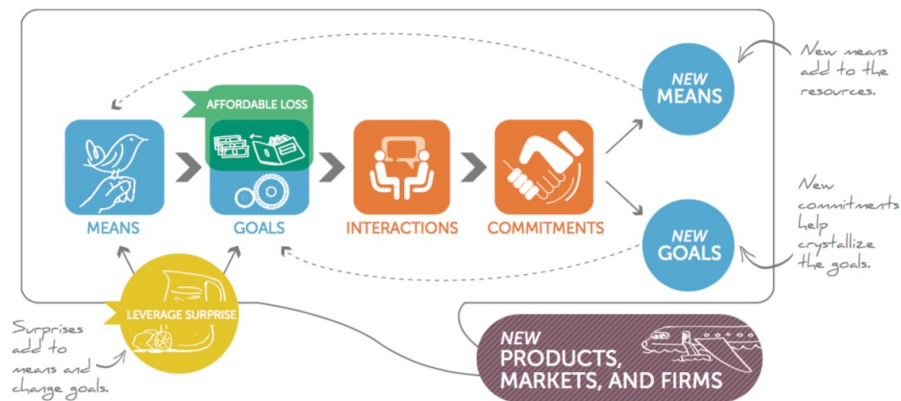 NEW
MEANS
New means
add to the
resources.
AFFORDABLE LOSS
MEANS
GOALS
INTERACTIONS
COMMITMENTS
NEW
GOALS
New
commitments
help
crystallize
the goals.
LEVERAGE SURPRISE
Surprises
add to
means and
change goals.
NEW
PRODUCTS,
MARKETS, AND FIRMS